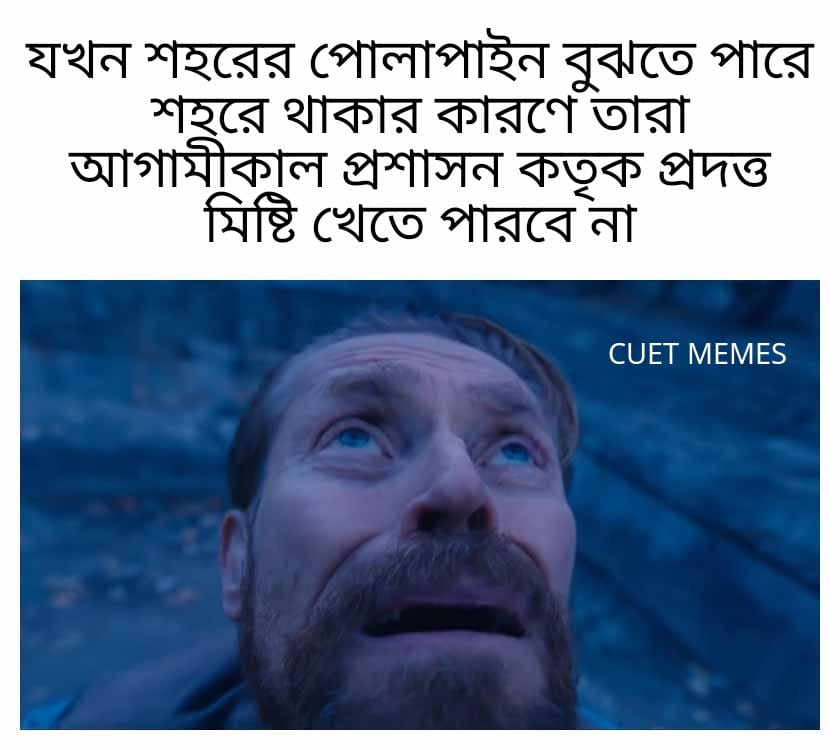 যখন শহরের পোলাপাইন বুঝতে পারে
শহরে থাকার কারণে তারা
আগামীকাল প্রশাসন কতৃক প্রদত্ত
মিষ্টি খেতে পারবে না
CUET MEMES